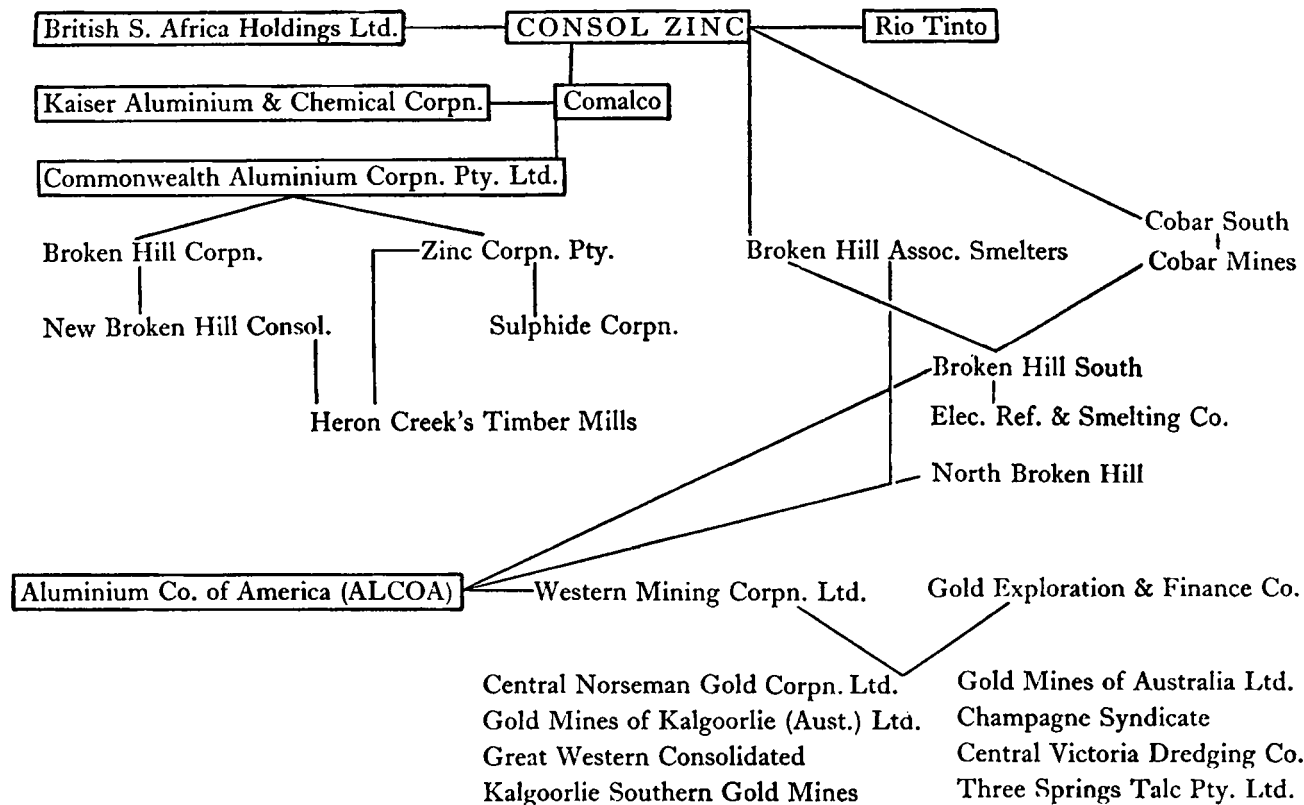 British S. Africa Holdings Ltd. CONSOL ZINC Rio Tinto
Kaiser Aluminium & Chemical Corpn. Comalco
Commonwealth Aluminium Corpn. Pty. Ltd.
Cobar South
Broken Hill Corpn. Zinc Corpn. Pty. Broken Hill Assoc. Smelters Cobar Mines
New Broken Hill Consol. Sulphide Corpn.
Broken Hill South
Heron Creek's Timber Mills Elec. Ref. & Smelting Co.
North Broken Hill
Aluminium Co. of America (ALCOA) Western Mining Corpn. Ltd. Gold Exploration & Finance Co.
Central Norseman Gold Corpn. Ltd. Gold Mines of Australia Ltd.
Gold Mines of Kalgoorlie (Aust.) Ltd. Champagne Syndicate
Great Western Consolidated Central Victoria Dredging Co.
Kalgoorlie Southern Gold Mines Three Springs Talc Pty. Ltd.